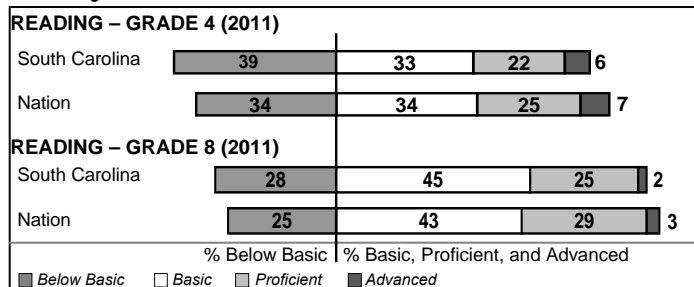 READING – GRADE 4 (2011)
South Carolina 39 33 22 6
Nation 34 34 25 7
READING – GRADE 8 (2011)
South Carolina 28 45 25 2
Nation 25 43 29 3
% Below Basic % Basic, Proficient, and Advanced
Below Basic Basic Proficient Advanced